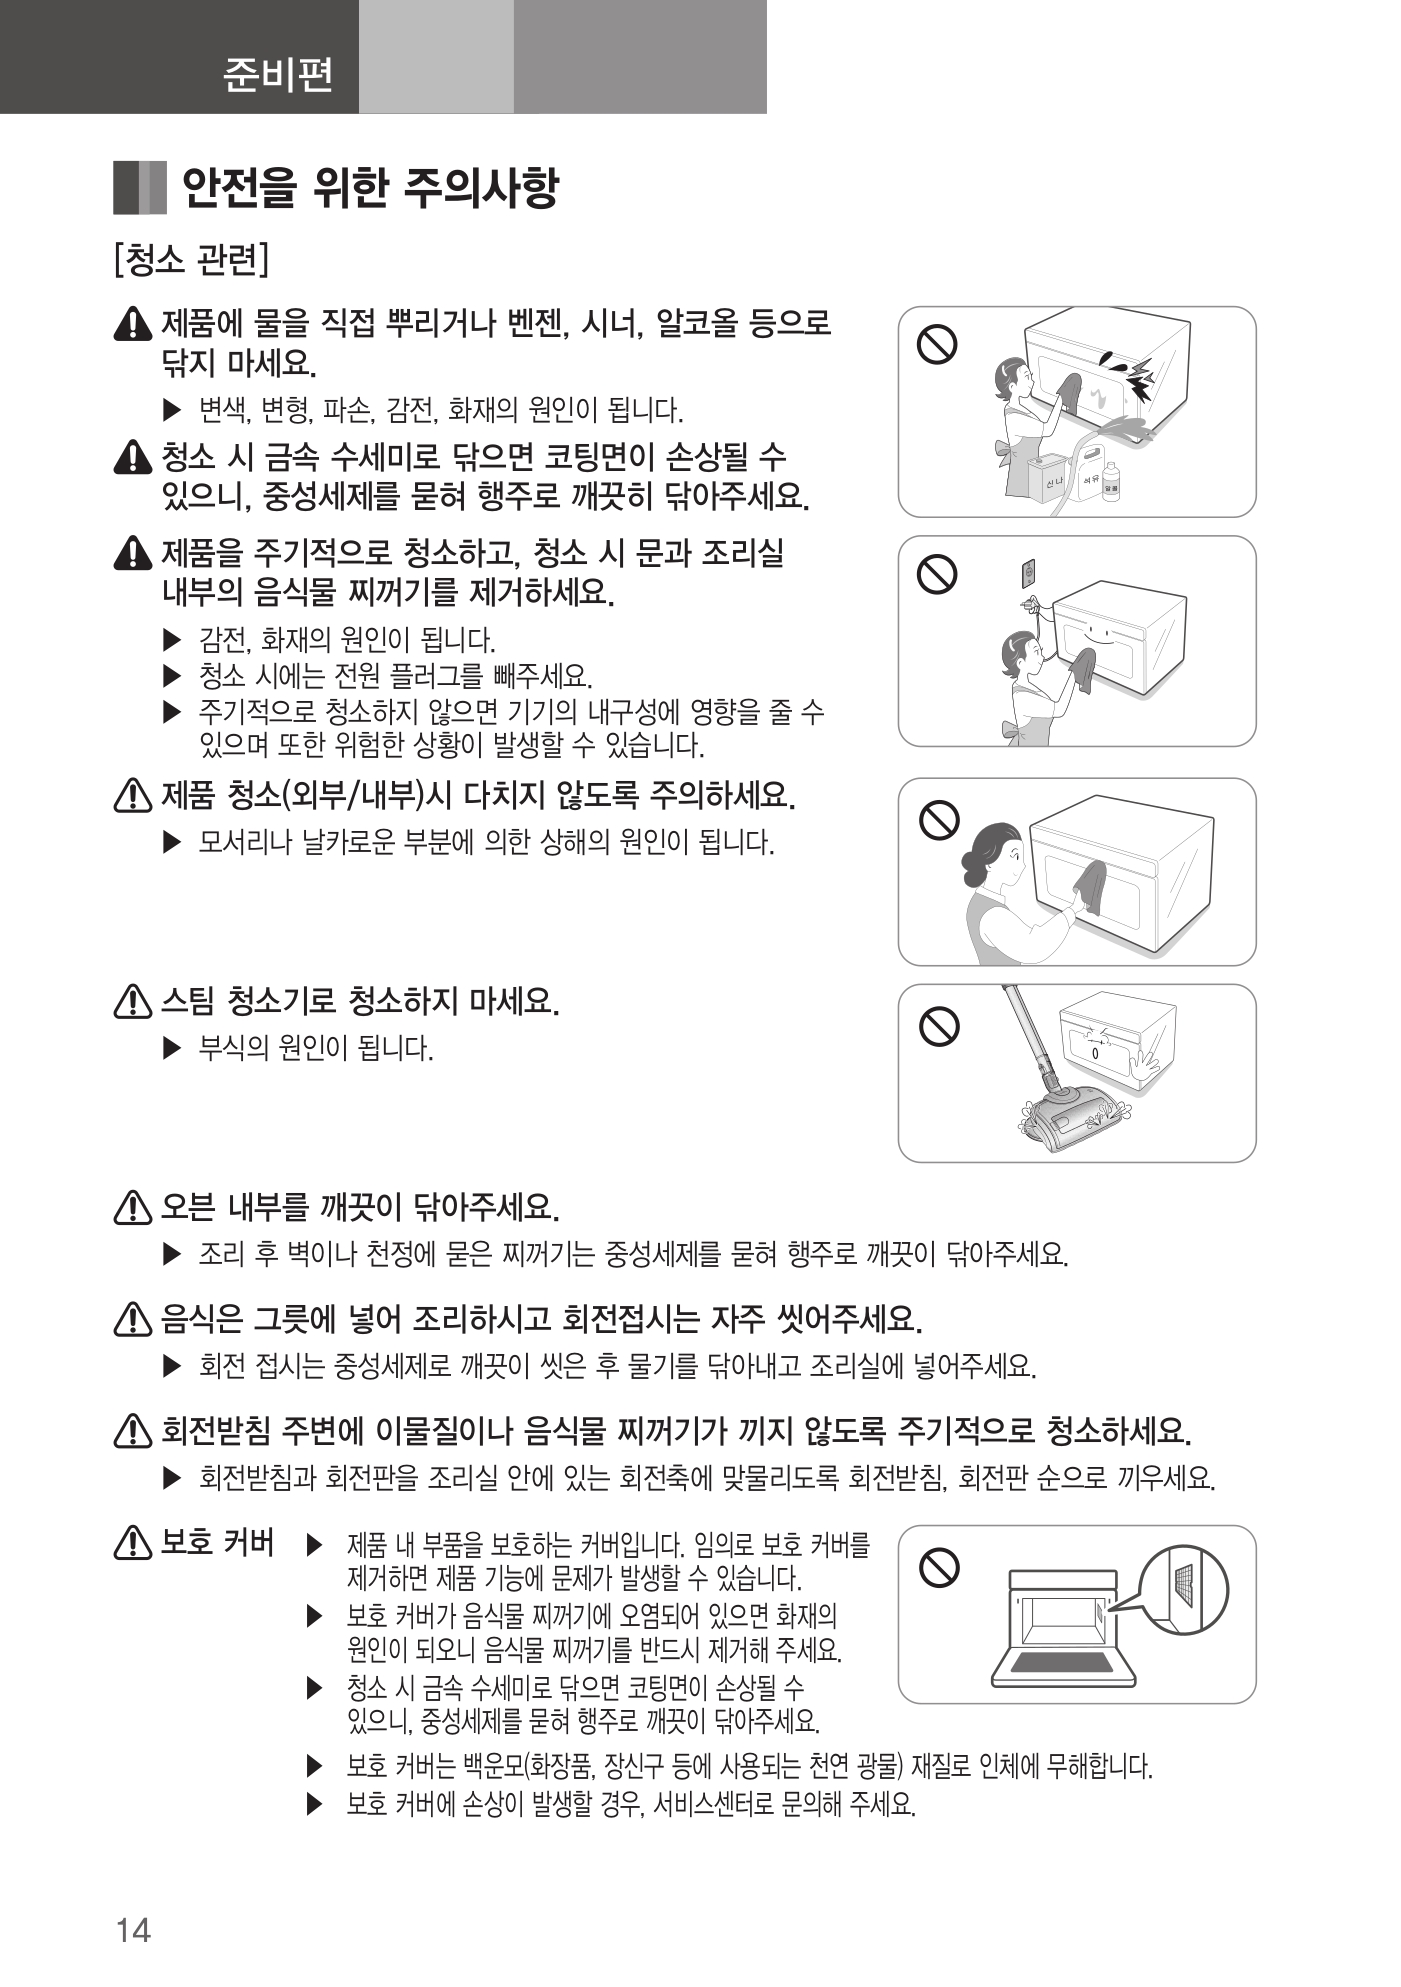 준비편
안전을 위한 주의사항
[청소 관련]
제품에 물을 직접 뿌리거나 벤젠, 시너, 알코올 등으로
닦지 마세요.
▶ 변색, 변형, 파손, 감전, 화재의 원인이 됩니다.
청소 시 금속 수세미로 닦으면 코팅면이 손상될 수
있으니, 중성세제를 묻혀 행주로 깨끗히 닦아주세요.
신나
석유
알콜
제품을 주기적으로 청소하고, 청소 시 문과 조리실
내부의 음식물 찌꺼기를 제거하세요.
▶ 감전, 화재의 원인이 됩니다.
▶ 청소 시에는 전원 플러그를 빼주세요.
▶ 주기적으로 청소하지 않으면 기기의 내구성에 영향을 줄 수
있으며 또한 위험한 상황이 발생할 수 있습니다.
제품 청소(외부/내부)시 다치지 않도록 주의하세요.
▶ 모서리나 날카로운 부분에 의한 상해의 원인이 됩니다.
스팀 청소기로 청소하지 마세요.
▶ 부식의 원인이 됩니다.
오븐 내부를 깨끗이 닦아주세요.
▶ 조리 후 벽이나 천정에 묻은 찌꺼기는 중성세제를 묻혀 행주로 깨끗이 닦아주세요.
음식은 그릇에 넣어 조리하시고 회전접시는 자주 씻어주세요.
▶ 회전 접시는 중성세제로 깨끗이 씻은 후 물기를 닦아내고 조리실에 넣어주세요.
회전받침 주변에 이물질이나 음식물 찌꺼기가 끼지 않도록 주기적으로 청소하세요.
▶ 회전받침과 회전판을 조리실 안에 있는 회전축에 맞물리도록 회전받침, 회전판 순으로 끼우세요.
보호 커버
▶ 제품 내 부품을 보호하는 커버입니다. 임의로 보호 커버를
제거하면 제품 기능에 문제가 발생할 수 있습니다.
▶ 보호 커버가 음식물 찌꺼기에 오염되어 있으면 화재의
원인이 되오니 음식물 찌꺼기를 반드시 제거해 주세요.
▶ 청소 시 금속 수세미로 닦으면 코팅면이 손상될 수
있으니, 중성세제를 묻혀 행주로 깨끗이 닦아주세요.
▶ 보호 커버는 백운모(화장품, 장신구 등에 사용되는 천연 광물) 재질로 인체에 무해합니다.
▶ 보호 커버에 손상이 발생할 경우, 서비스센터로 문의해 주세요.
14